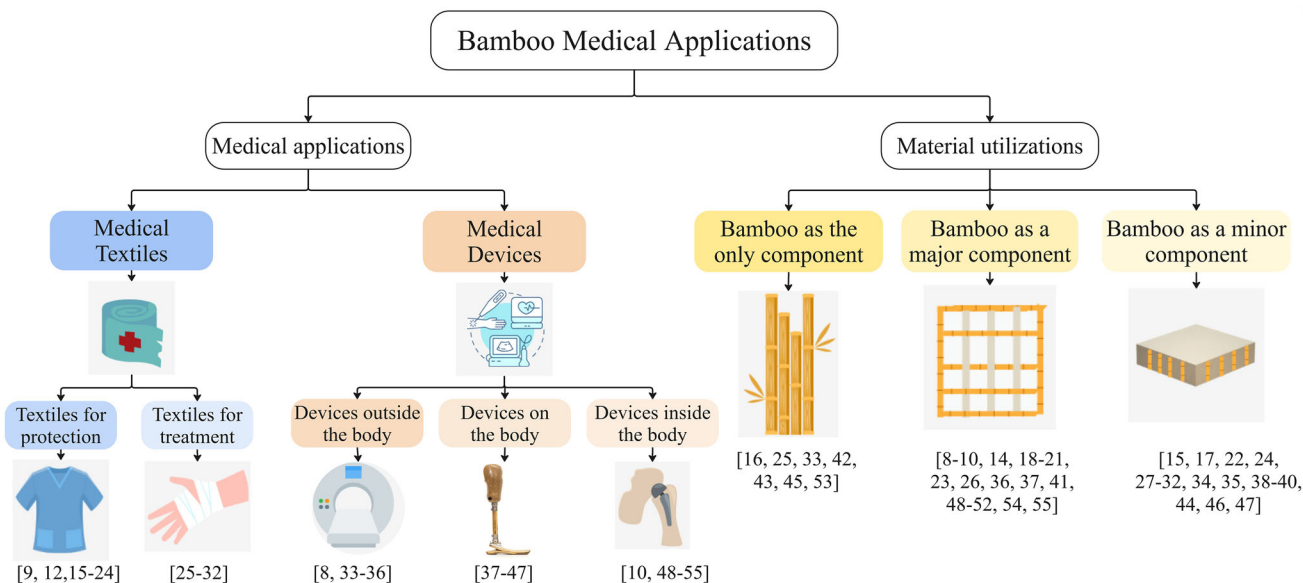 Bamboo Medical Applications
Medical applications
Material utilizations
Medical
Textiles
Medical
Devices
Bamboo as the
only component
Bamboo as a
major component
Bamboo as a minor
component
Textiles for
protection
Textiles for
treatment
Devices outside
the body
Devices on
the body
Devices inside
the body
[16, 25, 33, 42,
43, 45, 53]
[8-10, 14, 18-21,
23, 26, 36, 37, 41,
48-52, 54, 55]
[15, 17, 22, 24,
27-32, 34, 35, 38-40,
44, 46, 47]
[9, 12,15-24]
[25-32]
[8, 33-36]
[37-47]
[10, 48-55]